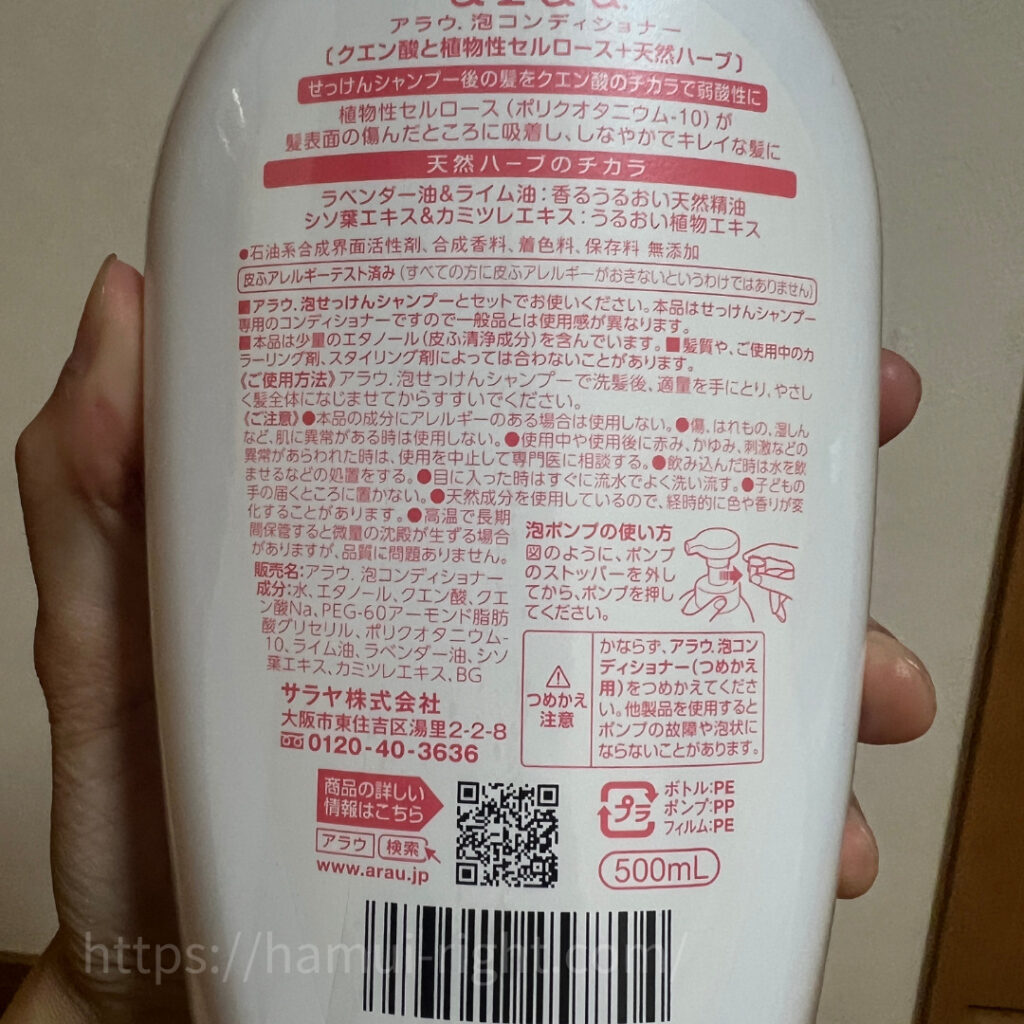 アラウ.泡コンディショナー
〔クエン酸と植物性セルロース+天然ハーブ〕
せっけんシャンプー後の髪をクエン酸のチカラで弱酸性に
植物性セルロース(ポリクオタニウム-10)が
髪表面の傷んだところに吸着し、しなやかでキレイな髪に
天然ハーブのチカラ
ラベンダー油&ライム油:香るうるおい天然精油
シソ葉エキス&カミツレエキス:うるおい植物エキス
●石油系合成界面活性剤、合成香料、着色料、保存料 無添加
皮ふアレルギーテスト済み(すべての方に皮ふアレルギーがおきないというわけではありません)
■アラウ.泡せっけんシャンプーとセットでお使いください。本品はせっけんシャンプー
専用のコンディショナーですので一般品とは使用感が異なります。
■本品は少量のエタノール(皮ふ清浄成分)を含んでいます。■髪質や、ご使用中のカ
ラーリング剤、スタイリング剤によっては合わないことがあります。
《ご使用方法》アラウ.泡せっけんシャンプーで洗髪後、適量を手にとり、やさし
く髪全体になじませてからすすいでください。
《ご注意》●本品の成分にアレルギーのある場合は使用しない。●傷、はれもの、湿しん
など、肌に異常がある時は使用しない。●使用中や使用後に赤み、かゆみ、刺激などの
異常があらわれた時は、使用を中止して専門医に相談する。●飲み込んだ時は水を飲
ませるなどの処置をする。●目に入った時はすぐに流水でよく洗い流す。●子どもの
手の届くところに置かない。●天然成分を使用しているので、経時的に色や香りが変
化することがあります。●高温で長期
間保管すると微量の沈殿が生ずる場合
がありますが、品質に問題ありません。
販売名:アラウ.泡コンディショナー
成分:水、エタノール、クエン酸、クエ
ン酸Na、PEG-60アーモンド脂肪
酸グリセリル、ポリクオタニウム-
10、ライム油、ラベンダー油、シソ
葉エキス、カミツレエキス、BG
サラヤ株式会社
大阪市東住吉区湯里2-2-8
0120-40-3636
泡ポンプの使い方
図のように、ポンプ
のストッパーを外し
てから、ポンプを押し
てください。
つめかえ
注意
かならず、アラウ.泡コン
ディショナー(つめかえ
用)をつめかえてくださ
い。他製品を使用すると
ポンプの故障や泡状に
ならないことがあります。
商品の詳しい
情報はこちら
アラウ 検索
www.arau.jp
プラ
ボトル:PE
ポンプ:PP
フィルム:PE
500mL
https://hamui-right.com/